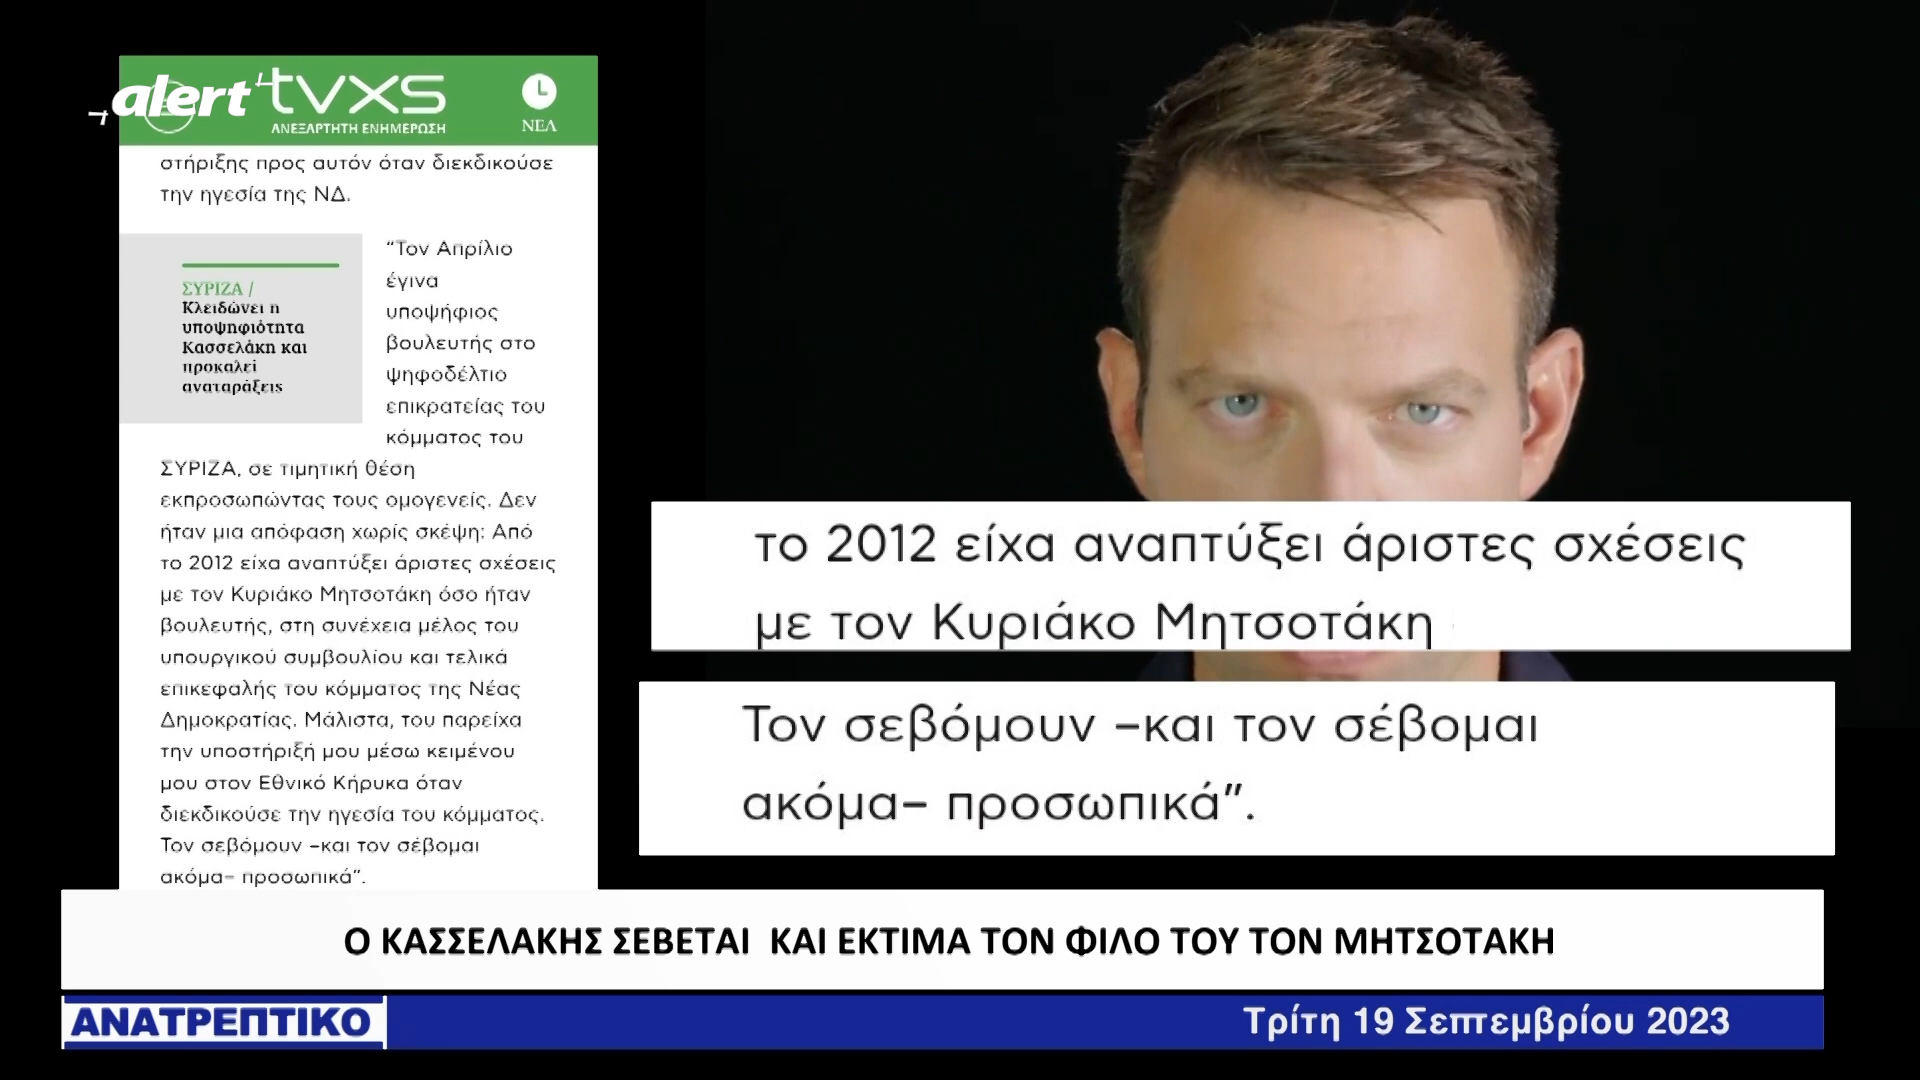 alert
tvxs
ΑΝΕΞΑΡΤΗΤΗ ΕΝΗΜΕΡΩΣΗ
ΝΕΑ
στήριξης προς αυτόν όταν διεκδικούσε
την ηγεσία της ΝΔ.
ΣΥΡΙΖΑ /
Κλειδώνει η
υποψηφιότητα
Κασσελάκη και
προκαλεί
αναταράξεις
“Τον Απρίλιο
έγινα
υποψήφιος
βουλευτής στο
ψηφοδέλτιο
επικρατείας του
κόμματος του
ΣΥΡΙΖΑ, σε τιμητική θέση
εκπροσωπώντας τους ομογενείς. Δεν
ήταν μια απόφαση χωρίς σκέψη: Από
το 2012 είχα αναπτύξει άριστες σχέσεις
με τον Κυριάκο Μητσοτάκη όσο ήταν
βουλευτής, στη συνέχεια μέλος του
υπουργικού συμβουλίου και τελικά
επικεφαλής του κόμματος της Νέας
Δημοκρατίας. Μάλιστα, του παρείχα
την υποστήριξή μου μέσω κειμένου
μου στον Εθνικό Κήρυκα όταν
διεκδικούσε την ηγεσία του κόμματος.
Τον σεβόμουν –και τον σέβομαι
ακόμα– προσωπικά”.
το 2012 είχα αναπτύξει άριστες σχέσεις
με τον Κυριάκο Μητσοτάκη
Τον σεβόμουν –και τον σέβομαι
ακόμα– προσωπικά”.
Ο ΚΑΣΣΕΛΑΚΗΣ ΣΕΒΕΤΑΙ ΚΑΙ ΕΚΤΙΜΑ ΤΟΝ ΦΙΛΟ ΤΟΥ ΤΟΝ ΜΗΤΣΟΤΑΚΗ
ΑΝΑΤΡΕΠΤΙΚΟ
Τρίτη 19 Σεπτεμβρίου 2023